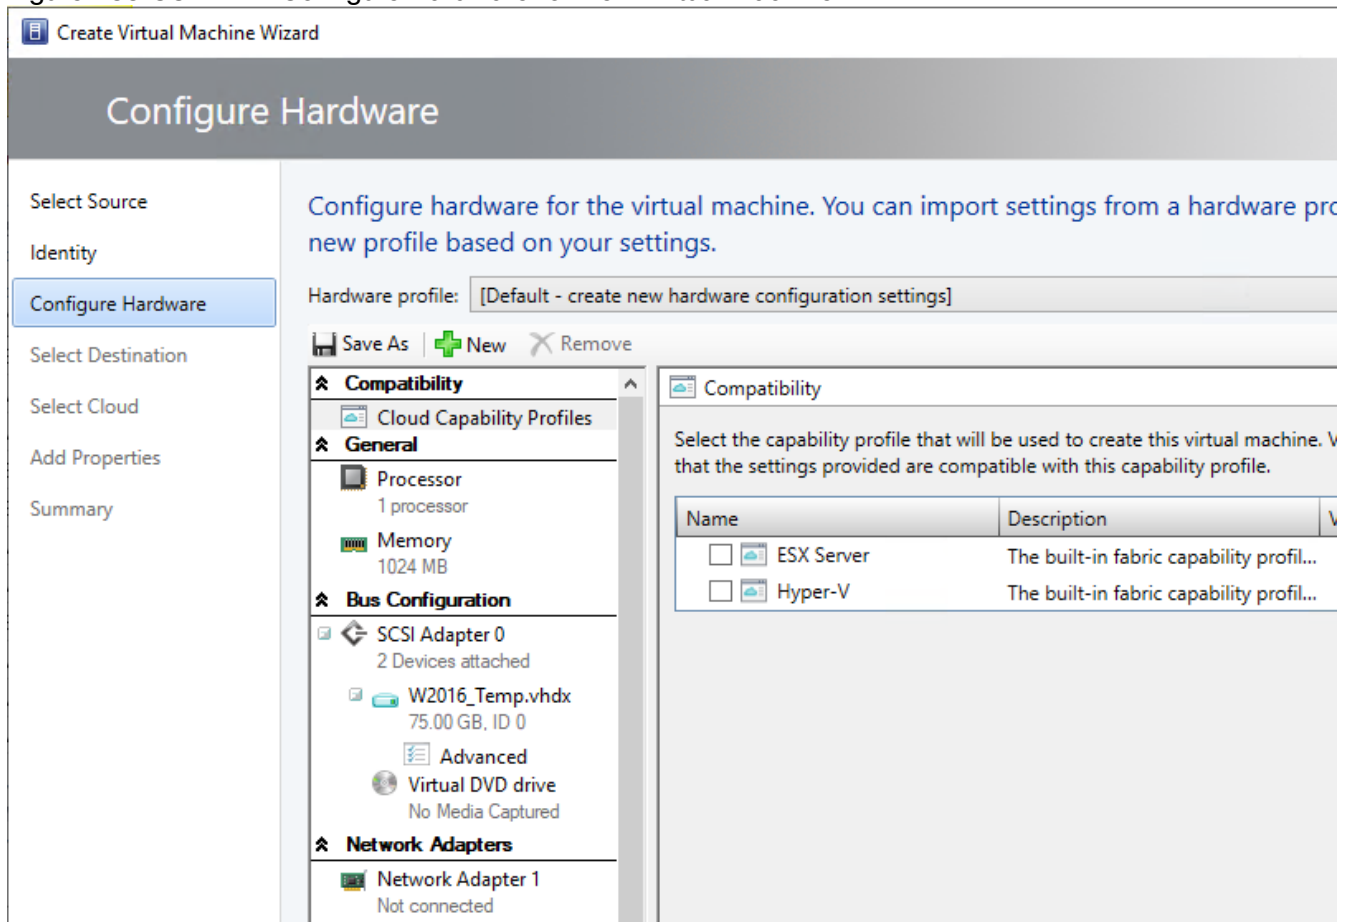 Create Virtual Machine Wizard
Configure Hardware
Select Source
Identity
Configure Hardware
Select Destination
Select Cloud
Add Properties
Summary
Configure hardware for the virtual machine. You can import settings from a hardware
new profile based on your settings.
Hardware profile: [Default - create new hardware configuration settings]
Save As New Remove
Compatibility
Cloud Capability Profiles
General
Processor
1 processor
Memory
1024 MB
Bus Configuration
SCSI Adapter 0
2 Devices attached
W2016_Temp.vhdx
75.00 GB, ID 0
Advanced
Virtual DVD drive
No Media Captured
Network Adapters
Network Adapter 1
Not connected
Compatibility
Select the capability profile that will be used to create this virtual machine.
that the settings provided are compatible with this capability profile.
Name Description
ESX Server The built-in fabric capability profil...
Hyper-V The built-in fabric capability profil...